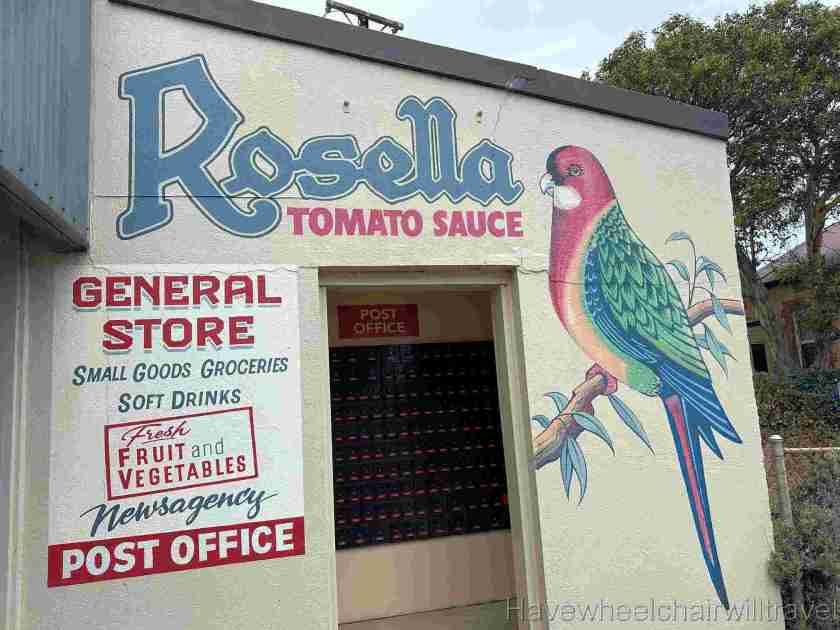 Rosella
TOMATO SAUCE
GENERAL
STORE
SMALL GOODS GROCERIES
SOFT DRINKS
Fresh
FRUIT and
VEGETABLES
Newsagency
POST OFFICE
POST
OFFICE
Havewheelchairwilltravel